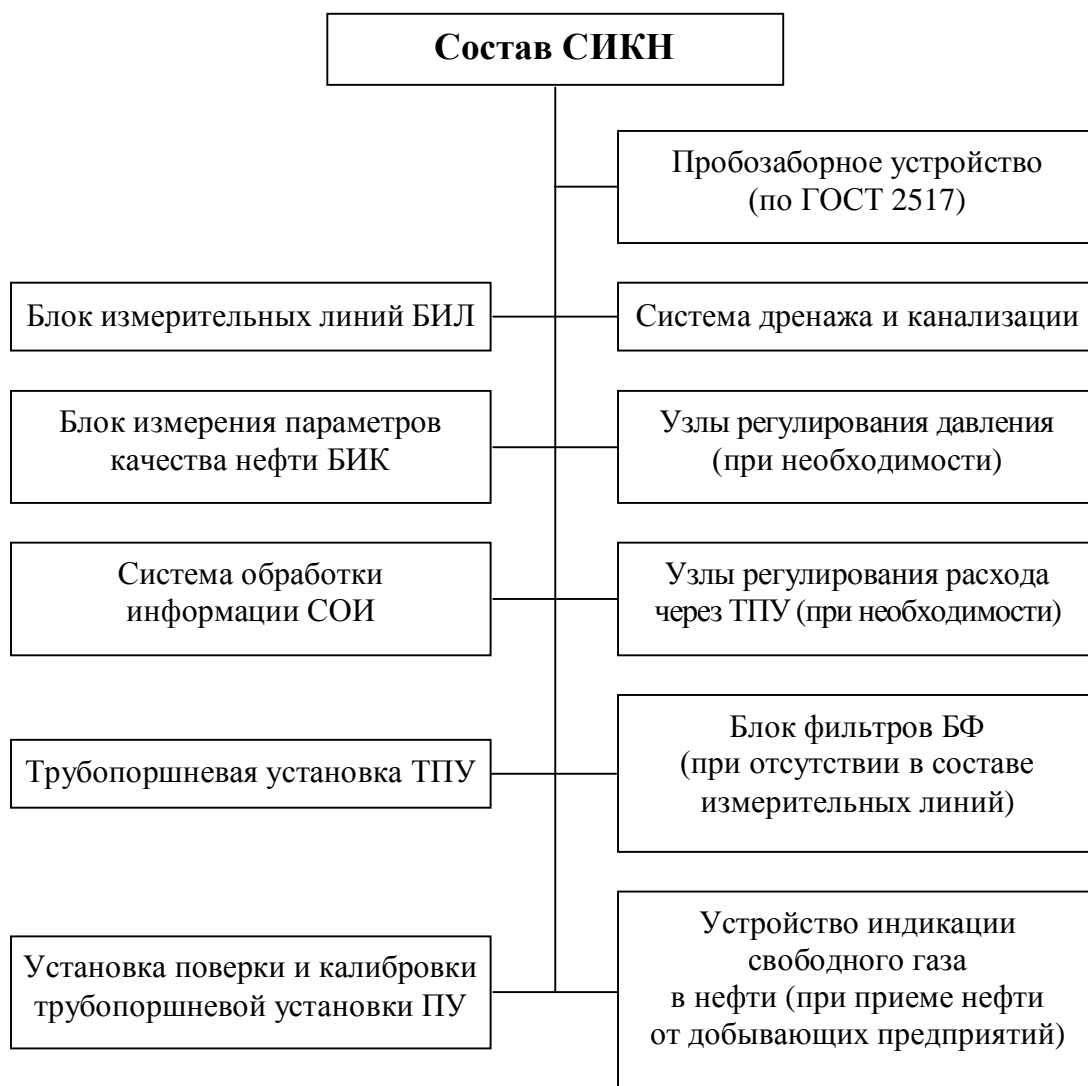 Состав СИКН
Пробозаборное устройство
(по ГОСТ 2517)
Блок измерительных линий БИЛ
Система дренажа и канализации
Блок измерения параметров
качества нефти БИК
Узлы регулирования давления
(при необходимости)
Система обработки
информации СОИ
Узлы регулирования расхода
через ТПУ (при необходимости)
Трубопоршневая установка ТПУ
Блок фильтров БФ
(при отсутствии в составе
измерительных линий)
Установка поверки и калибровки
трубопоршневой установки ПУ
Устройство индикации
свободного газа
в нефти (при приеме нефти
от добывающих предприятий)